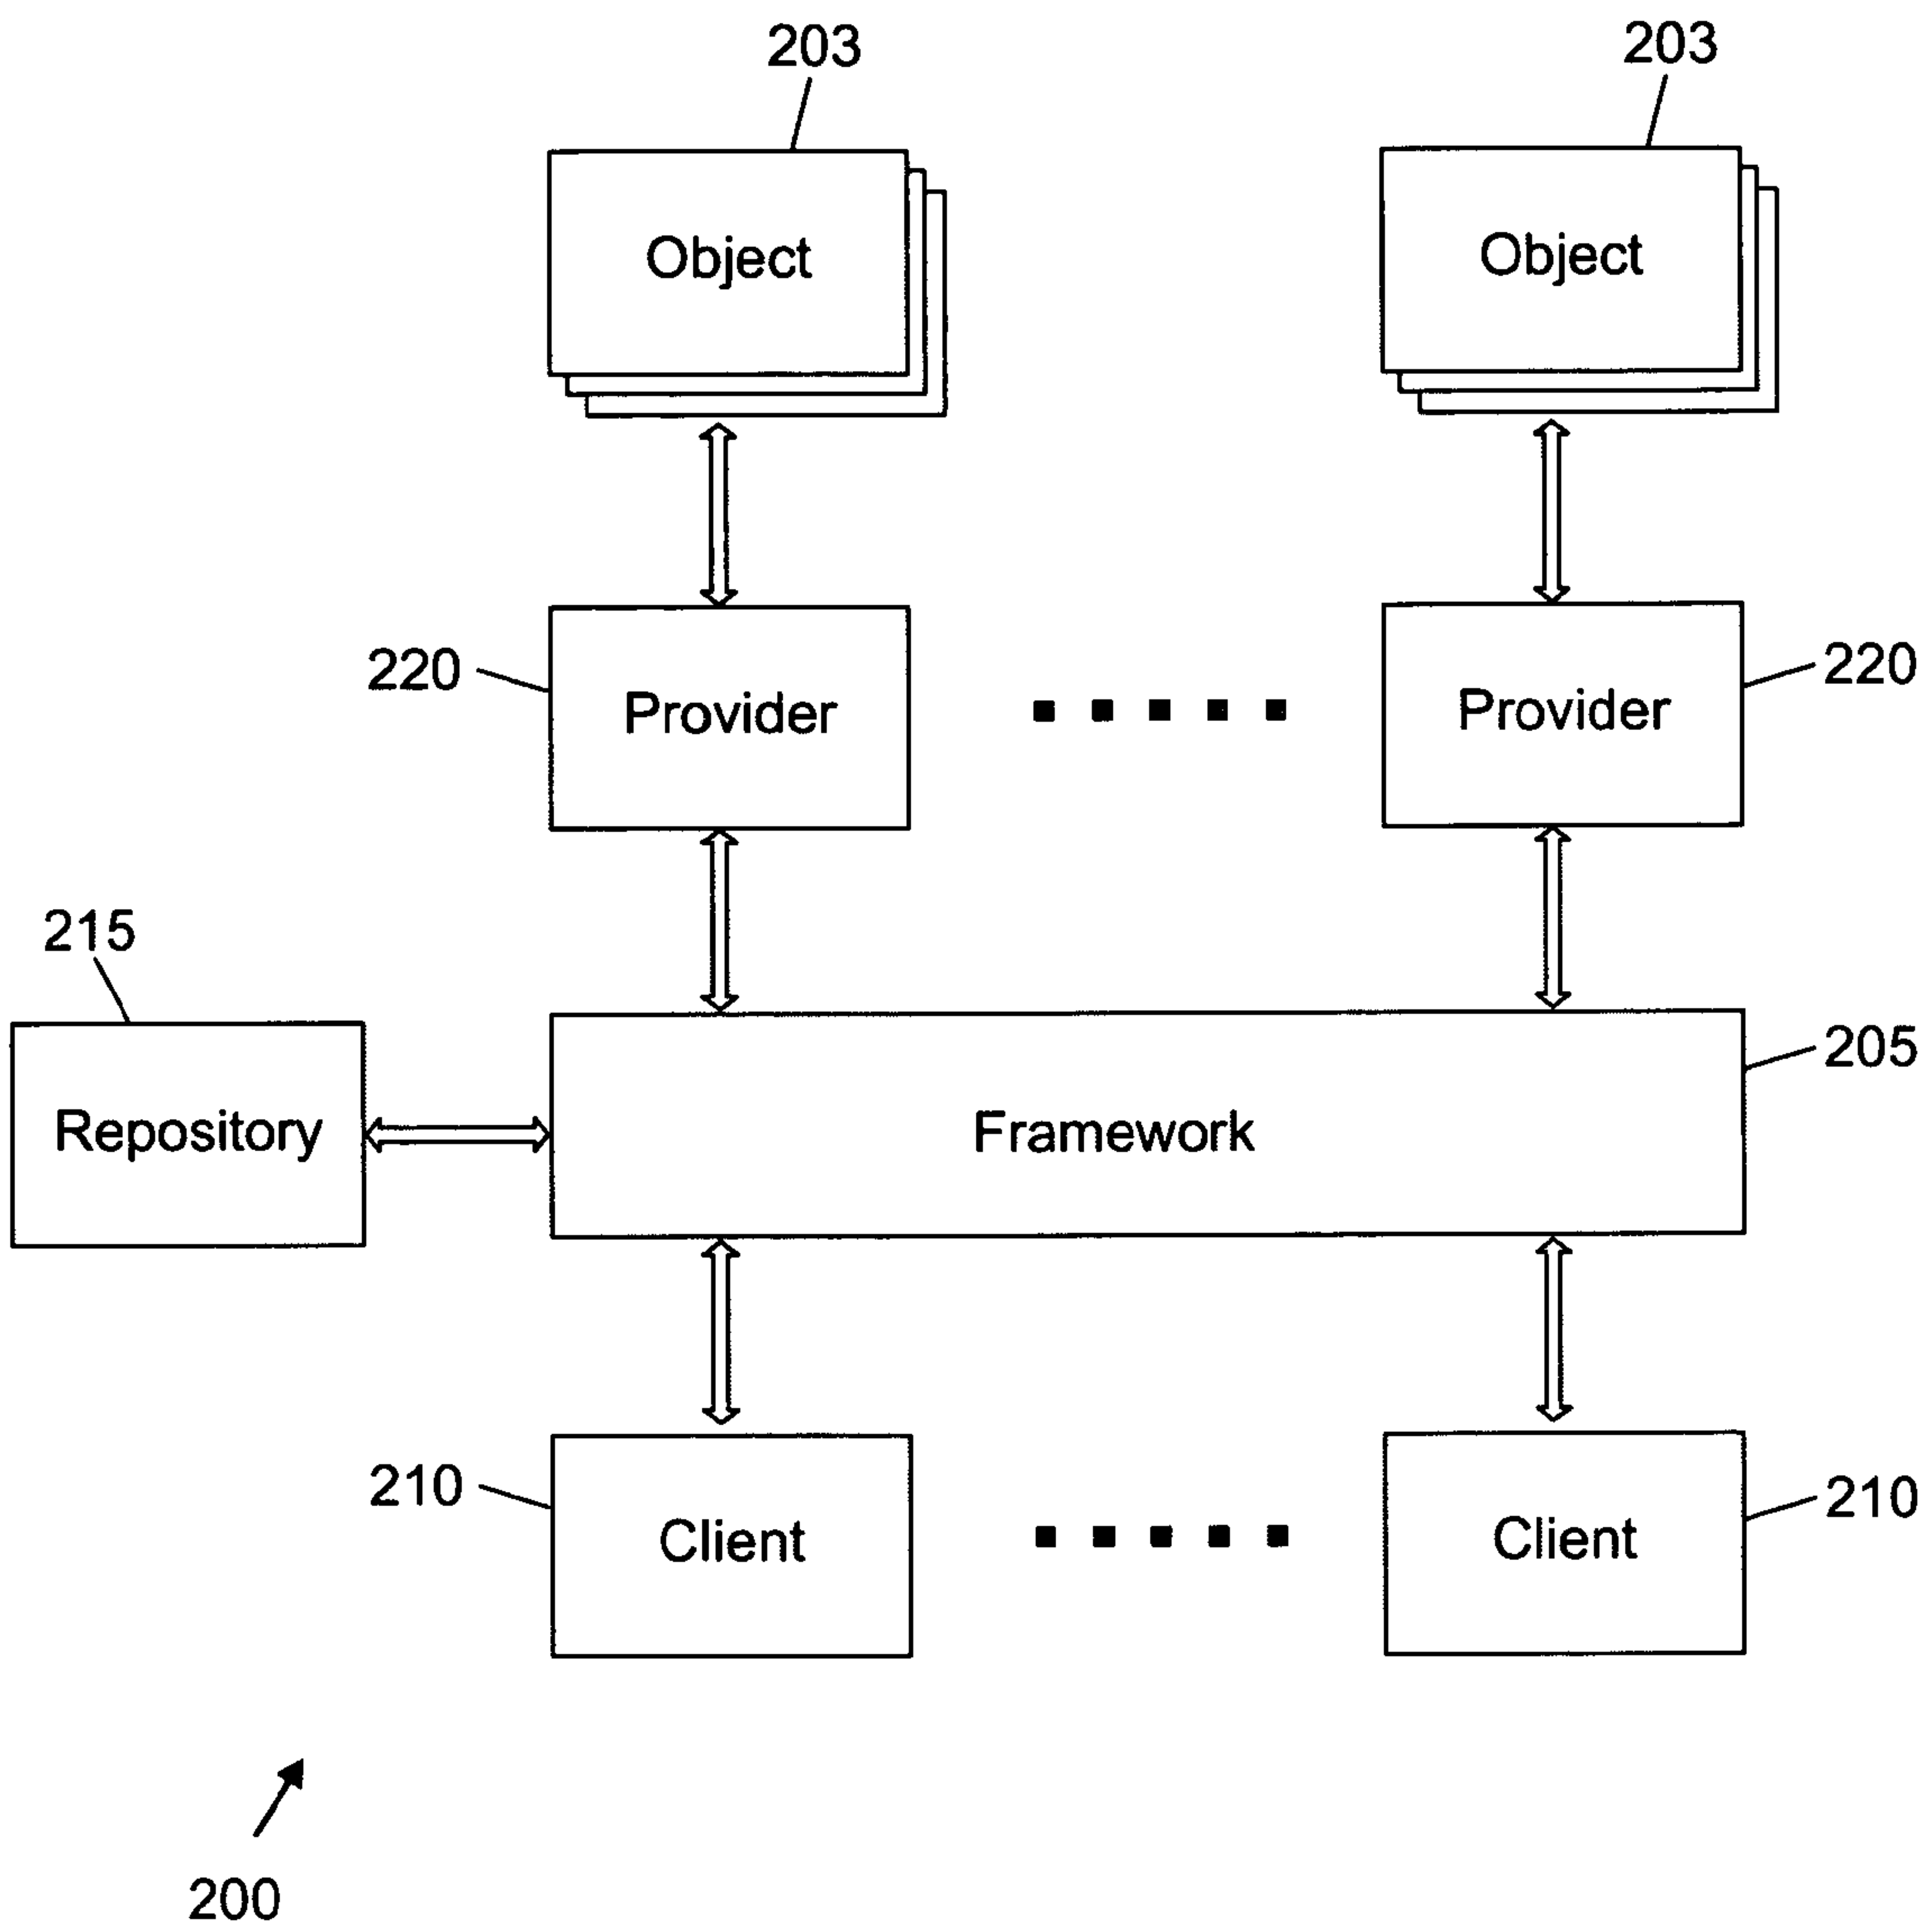 203
203
Object
Object
220
Provider
Provider
220
215
Repository
Framework
205
210
Client
Client
210
200